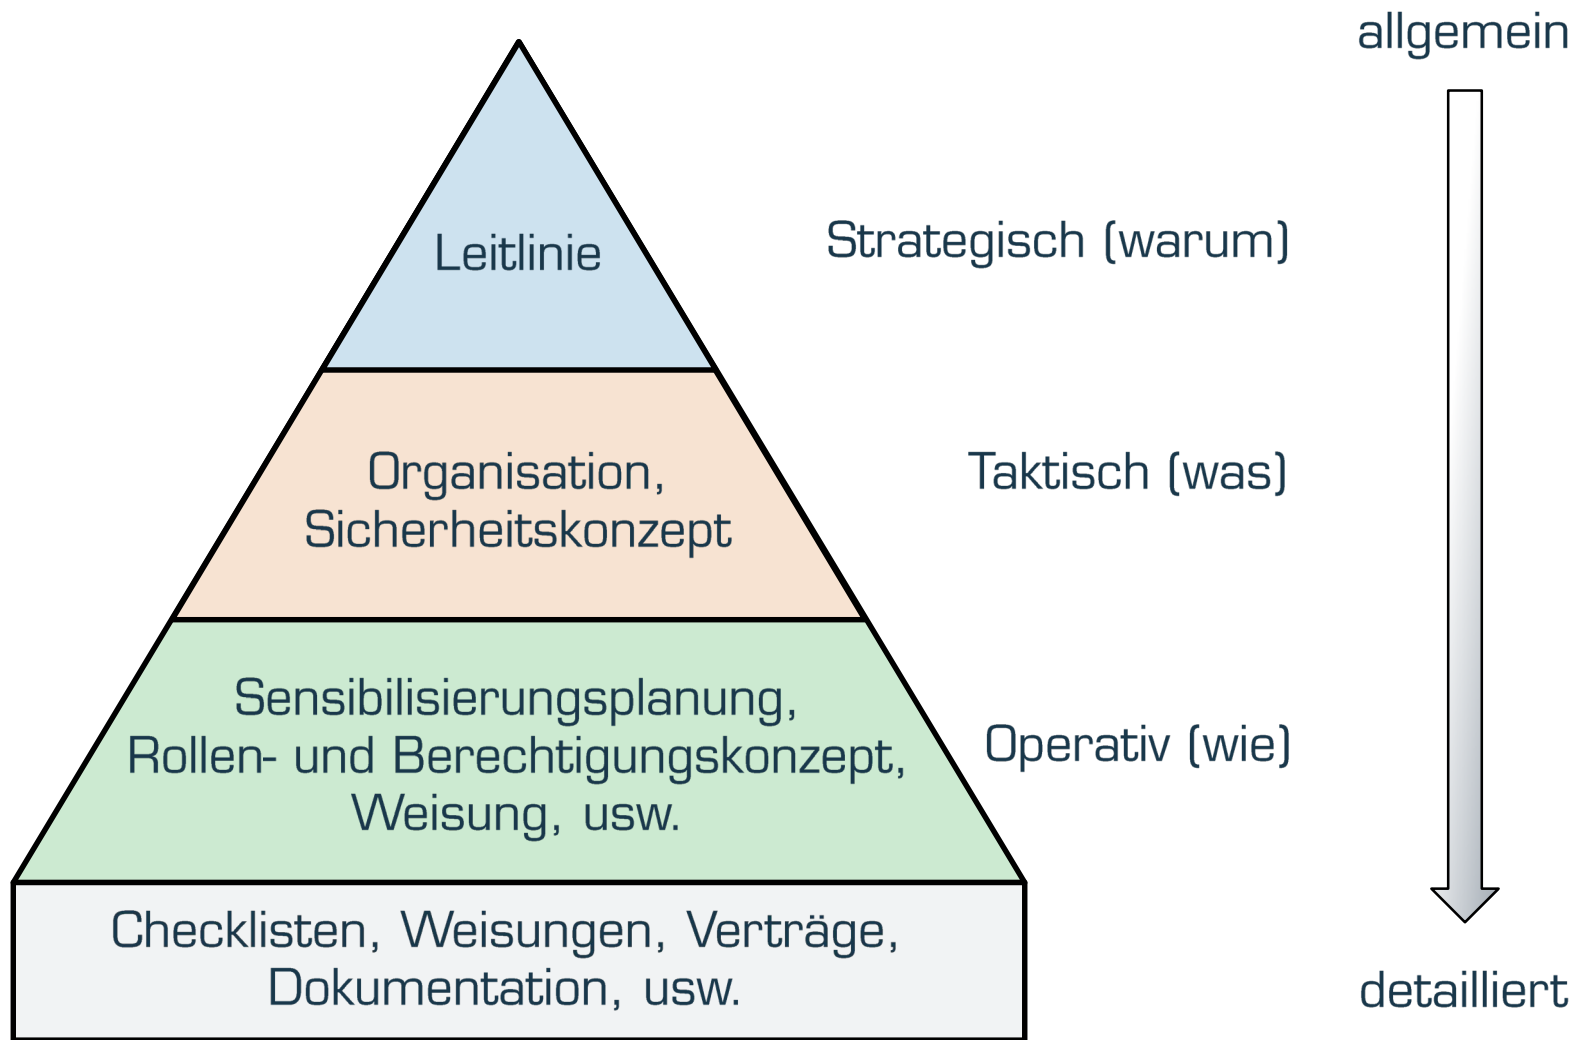 allgemein
Leitlinie
Strategisch (warum)
Organisation,
Sicherheitskonzept
Taktisch (was)
Sensibilisierungsplanung,
Rollen- und Berechtigungskonzept,
Weisung, usw.
Operativ (wie)
Checklisten, Weisungen, Verträge,
Dokumentation, usw.
detailliert